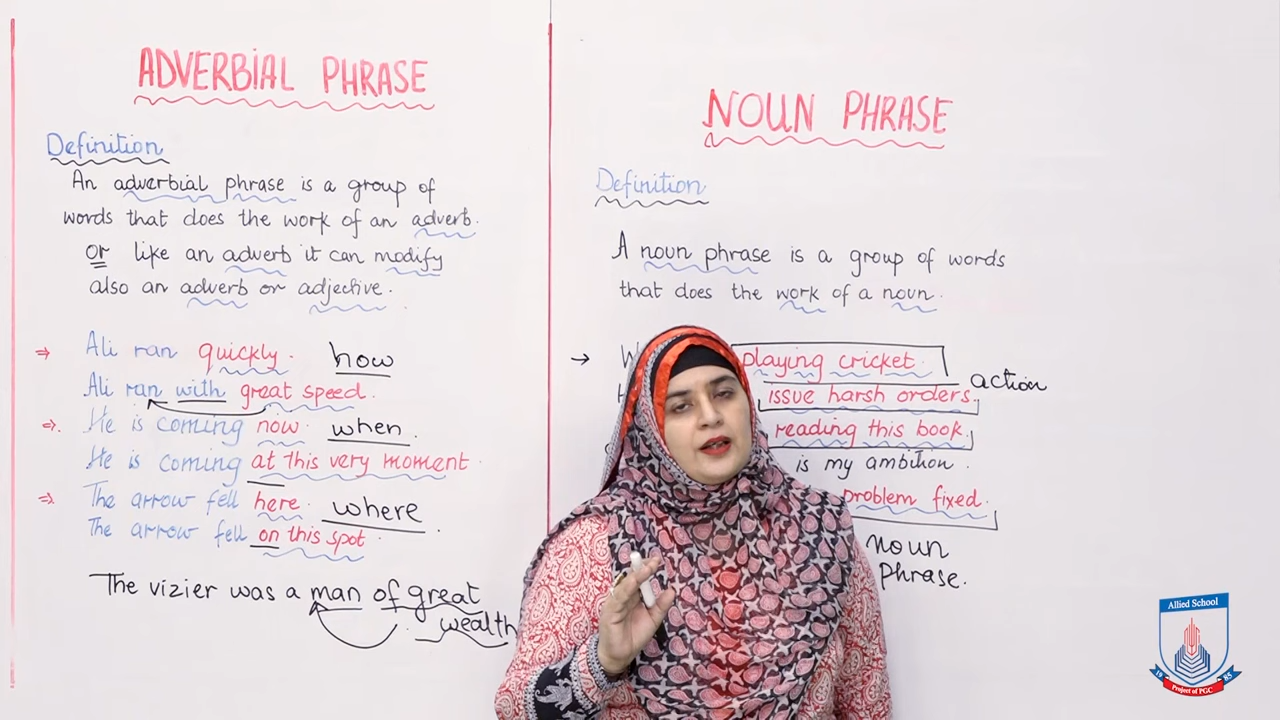 ADVERBIAL PHRASE
Definition
An adverbial phrase is a group of
words that does the work of an adverb.
or like an adverb it can modify
also an adverb or adjective.
⇒ Ali ran quickly. how
Ali ran with great speed.
⇒ He is coming now. when.
He is coming at this very moment.
⇒ The arrow fell here. where.
The arrow fell on this spot.
The vizier was a man of great
wealth
NOUN PHRASE
Definition
A noun phrase is a group of words
that does the work of a noun.
→ playing cricket.
action
issue harsh orders.
reading this book.
is my ambition.
problem fixed.
noun
phrase.
Allied School
19 85
Project of PGC